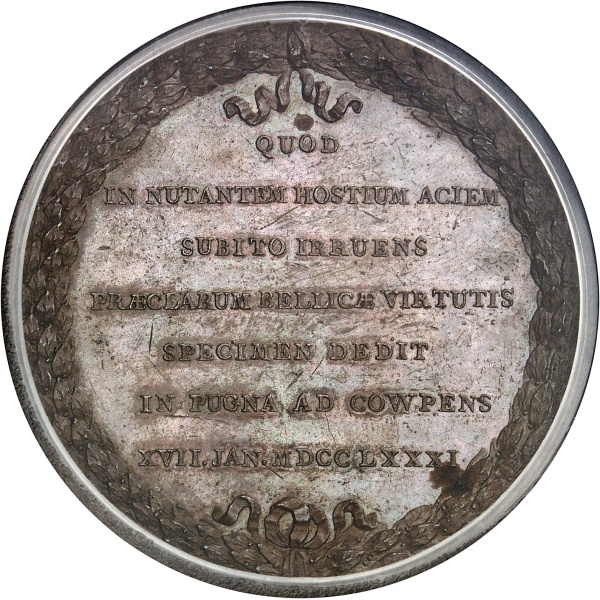 QUOD
IN NUTANTEM HOSTIUM ACIEM
SUBITO IRRUENS
PRÆCLARUM BELLICÆ VIRTUTIS
SPECIMEN DEDIT
IN PUGNA AD COWPENS
XVII. JAN. MDCCLXXXI.